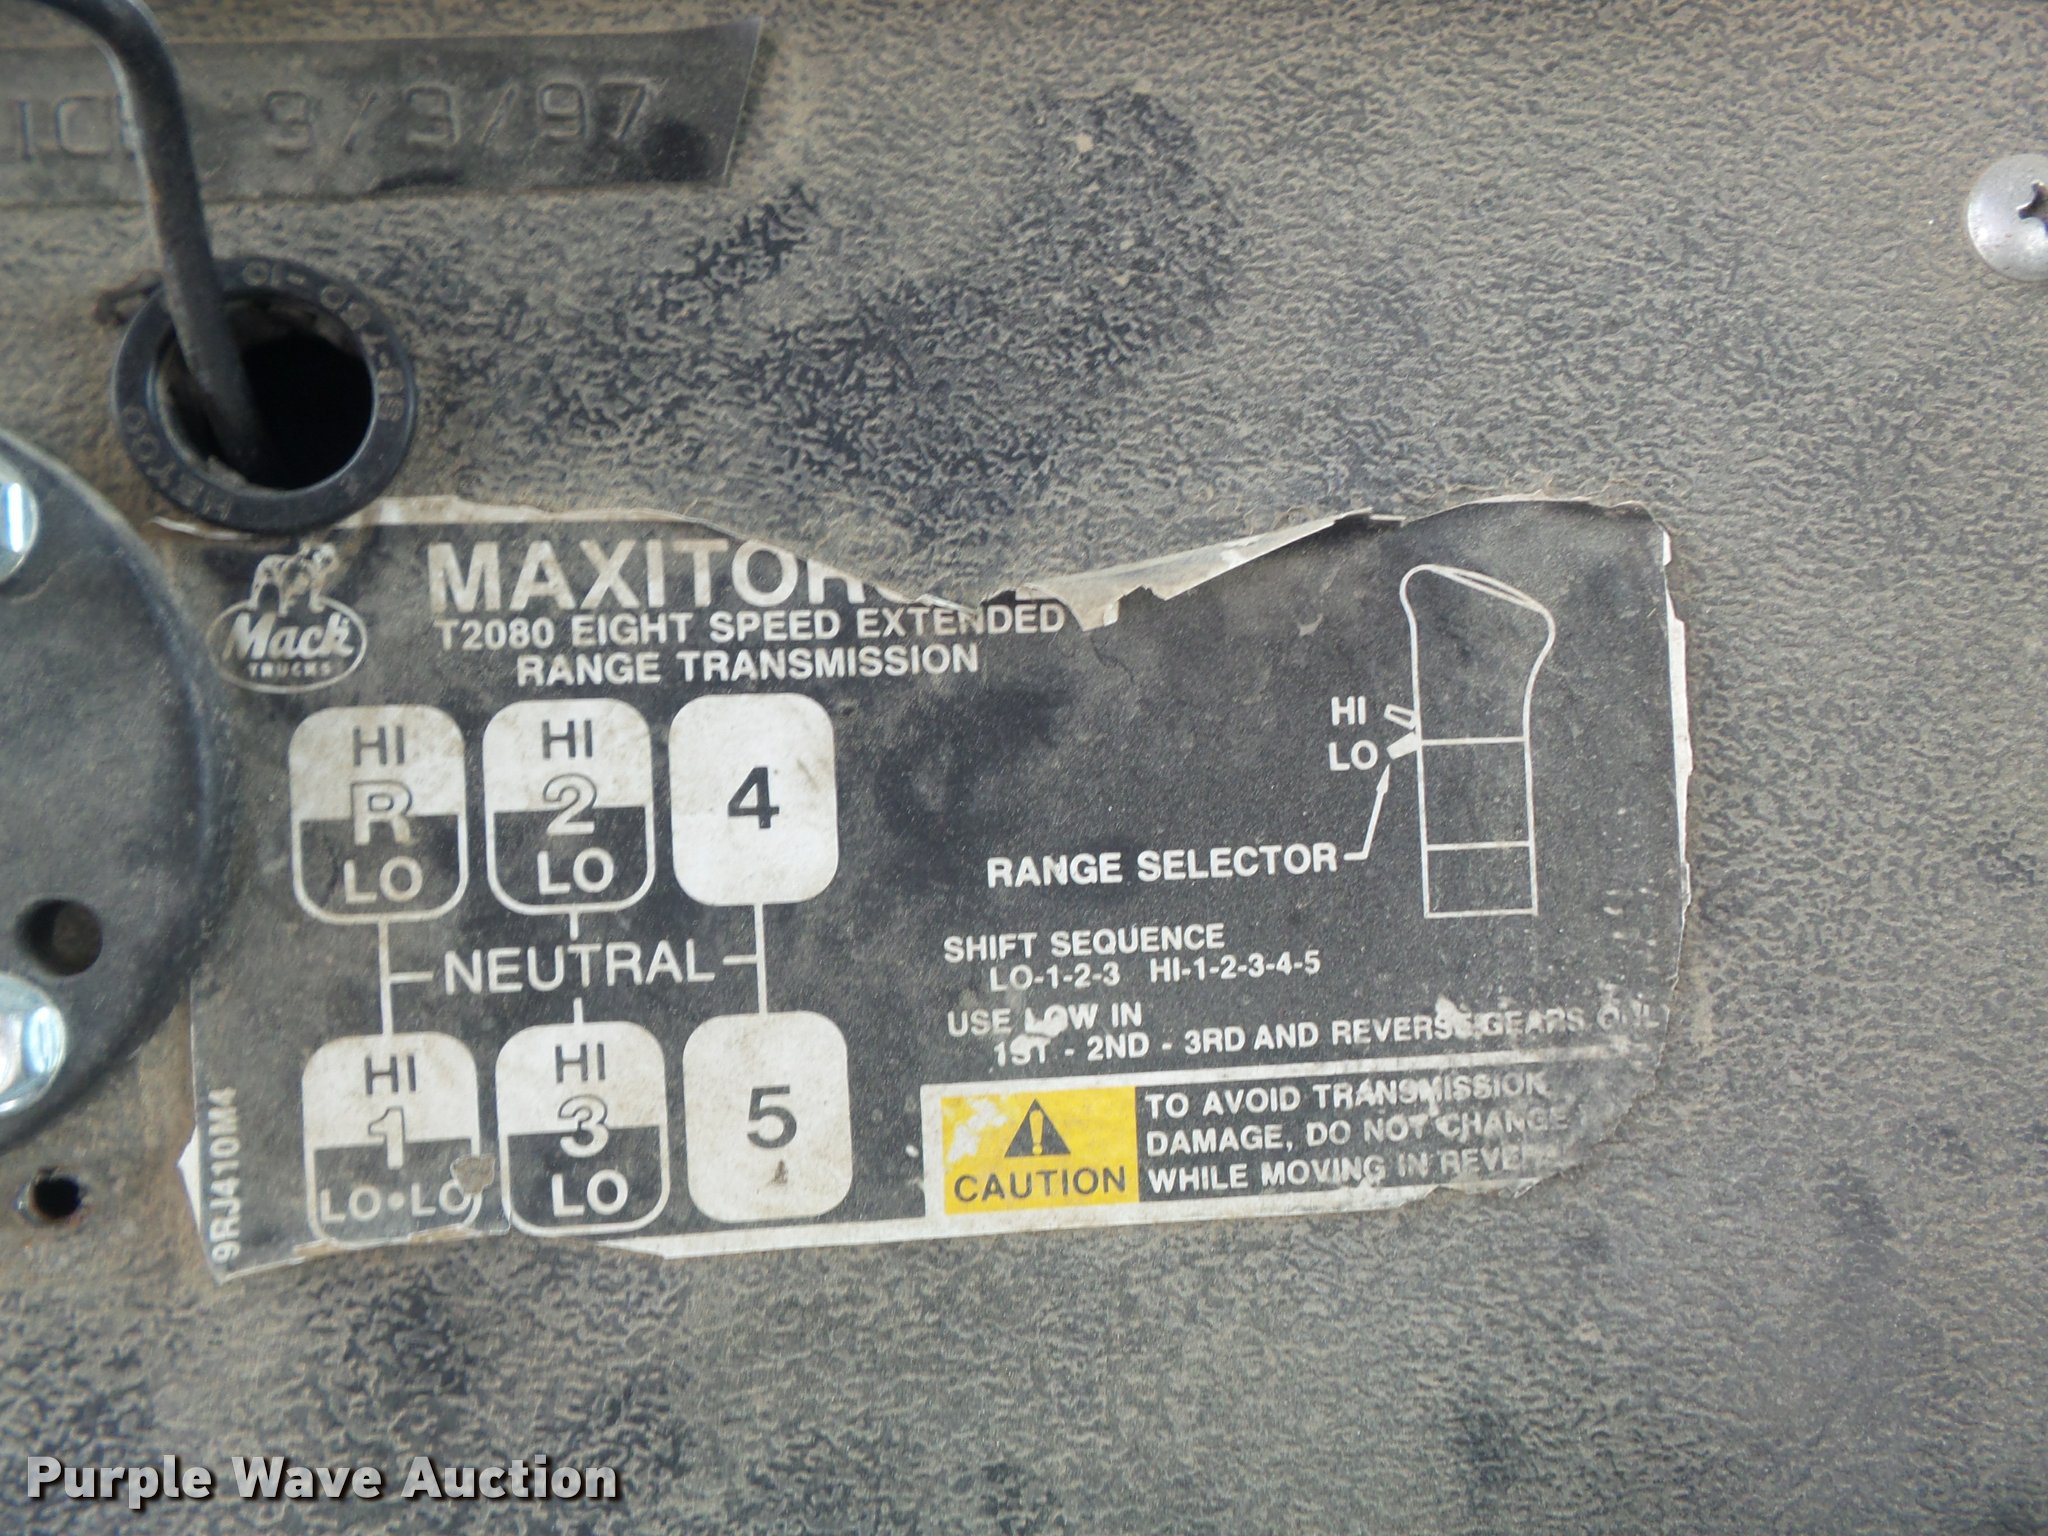 3/3/97
Mack
TRUCKS
T2080 EIGHT SPEED EXTENDED
RANGE TRANSMISSION
HI
R
LO
HI
2
LO
4
NEUTRAL
HI
1
LO•LO
HI
3
LO
5
9RJ410M4
HI
LO
RANGE SELECTOR
SHIFT SEQUENCE
LO-1-2-3 HI-1-2-3-4-5
USE LOW IN
1ST - 2ND - 3RD AND REVERSE GEARS ONLY
CAUTION
TO AVOID TRANSMISSION
DAMAGE, DO NOT CHANGE
WHILE MOVING IN REVER
Purple Wave Auction